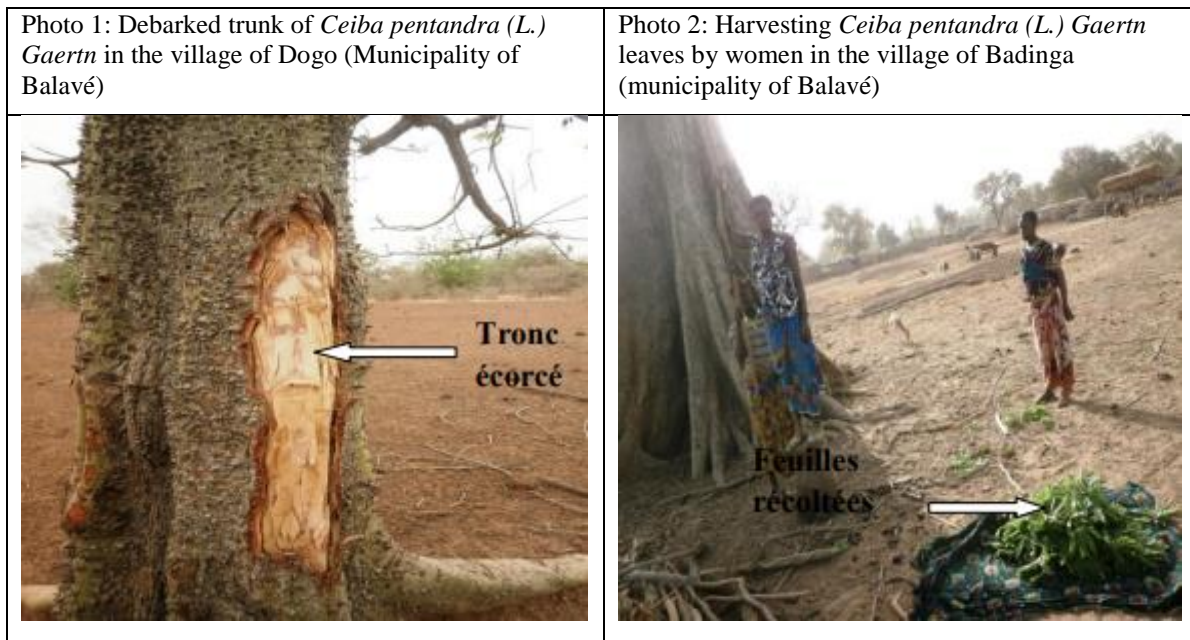 Photo 1: Debarked trunk of Ceiba pentandra (L.)
Gaertn in the village of Dogo (Municipality of
Balavé)
Photo 2: Harvesting Ceiba pentandra (L.) Gaertn
leaves by women in the village of Badinga
(municipality of Balavé)
Tronc
écorcé
Feuilles
récoltées